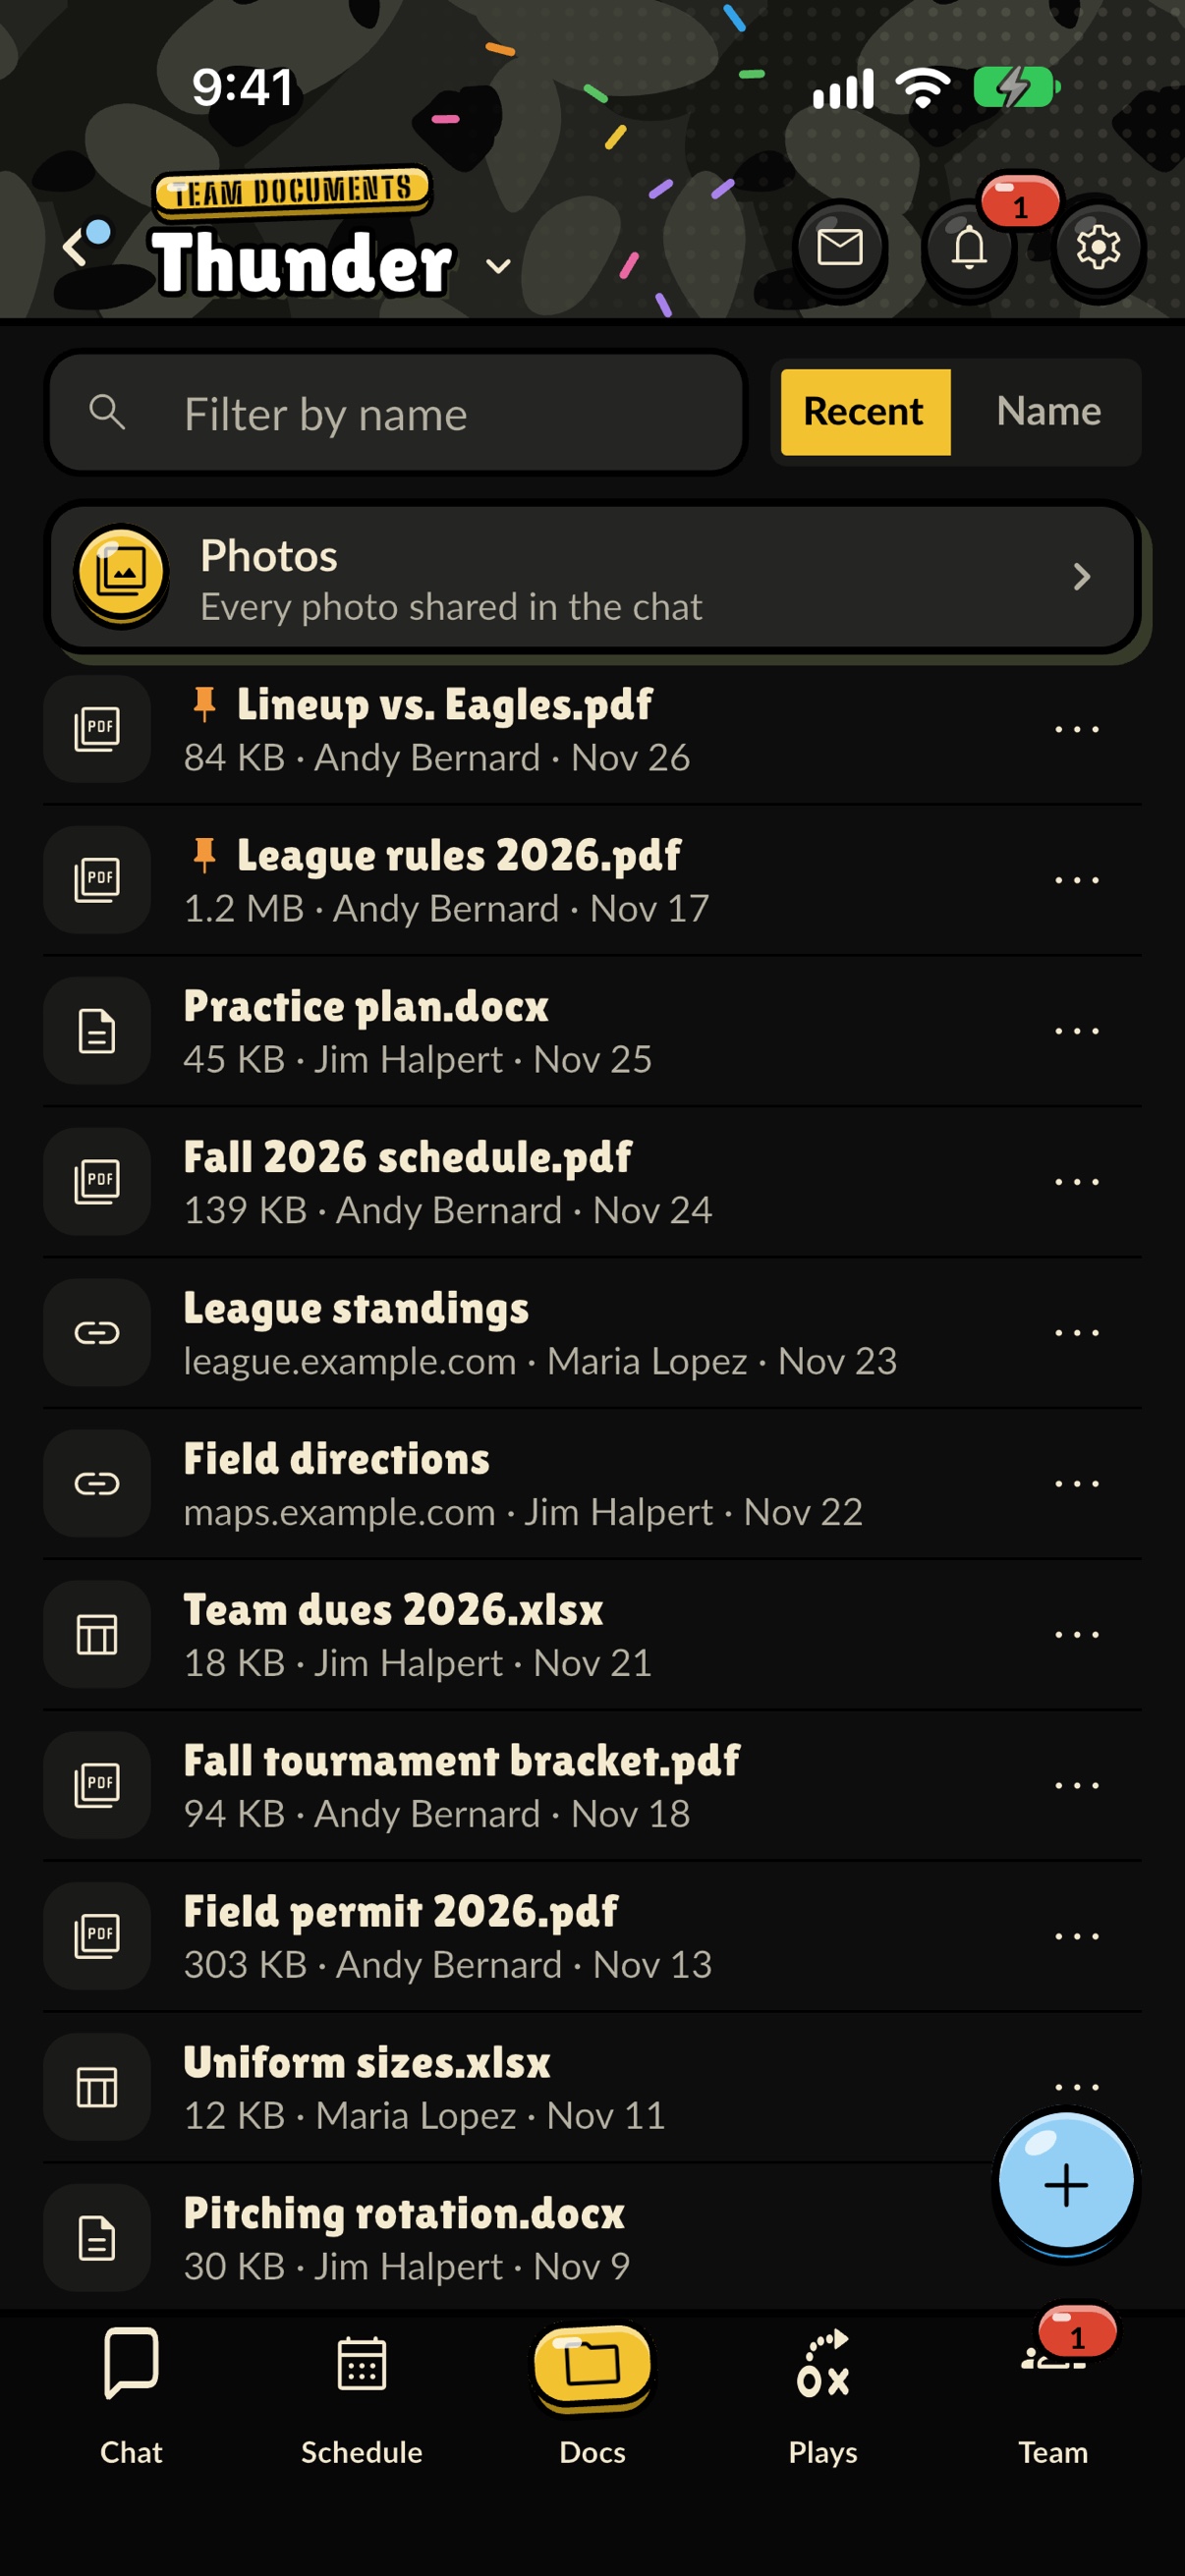 9:41
TEAM DOCUMENTS
Thunder
1
Filter by name
Recent
Name
Photos
Every photo shared in the chat
PDF
Lineup vs. Eagles.pdf
84 KB · Andy Bernard · Nov 26
PDF
League rules 2026.pdf
1.2 MB · Andy Bernard · Nov 17
Practice plan.docx
45 KB · Jim Halpert · Nov 25
PDF
Fall 2026 schedule.pdf
139 KB · Andy Bernard · Nov 24
League standings
league.example.com · Maria Lopez · Nov 23
Field directions
maps.example.com · Jim Halpert · Nov 22
Team dues 2026.xlsx
18 KB · Jim Halpert · Nov 21
PDF
Fall tournament bracket.pdf
94 KB · Andy Bernard · Nov 18
PDF
Field permit 2026.pdf
303 KB · Andy Bernard · Nov 13
Uniform sizes.xlsx
12 KB · Maria Lopez · Nov 11
Pitching rotation.docx
30 KB · Jim Halpert · Nov 9
1
Chat
Schedule
Docs
Plays
Team